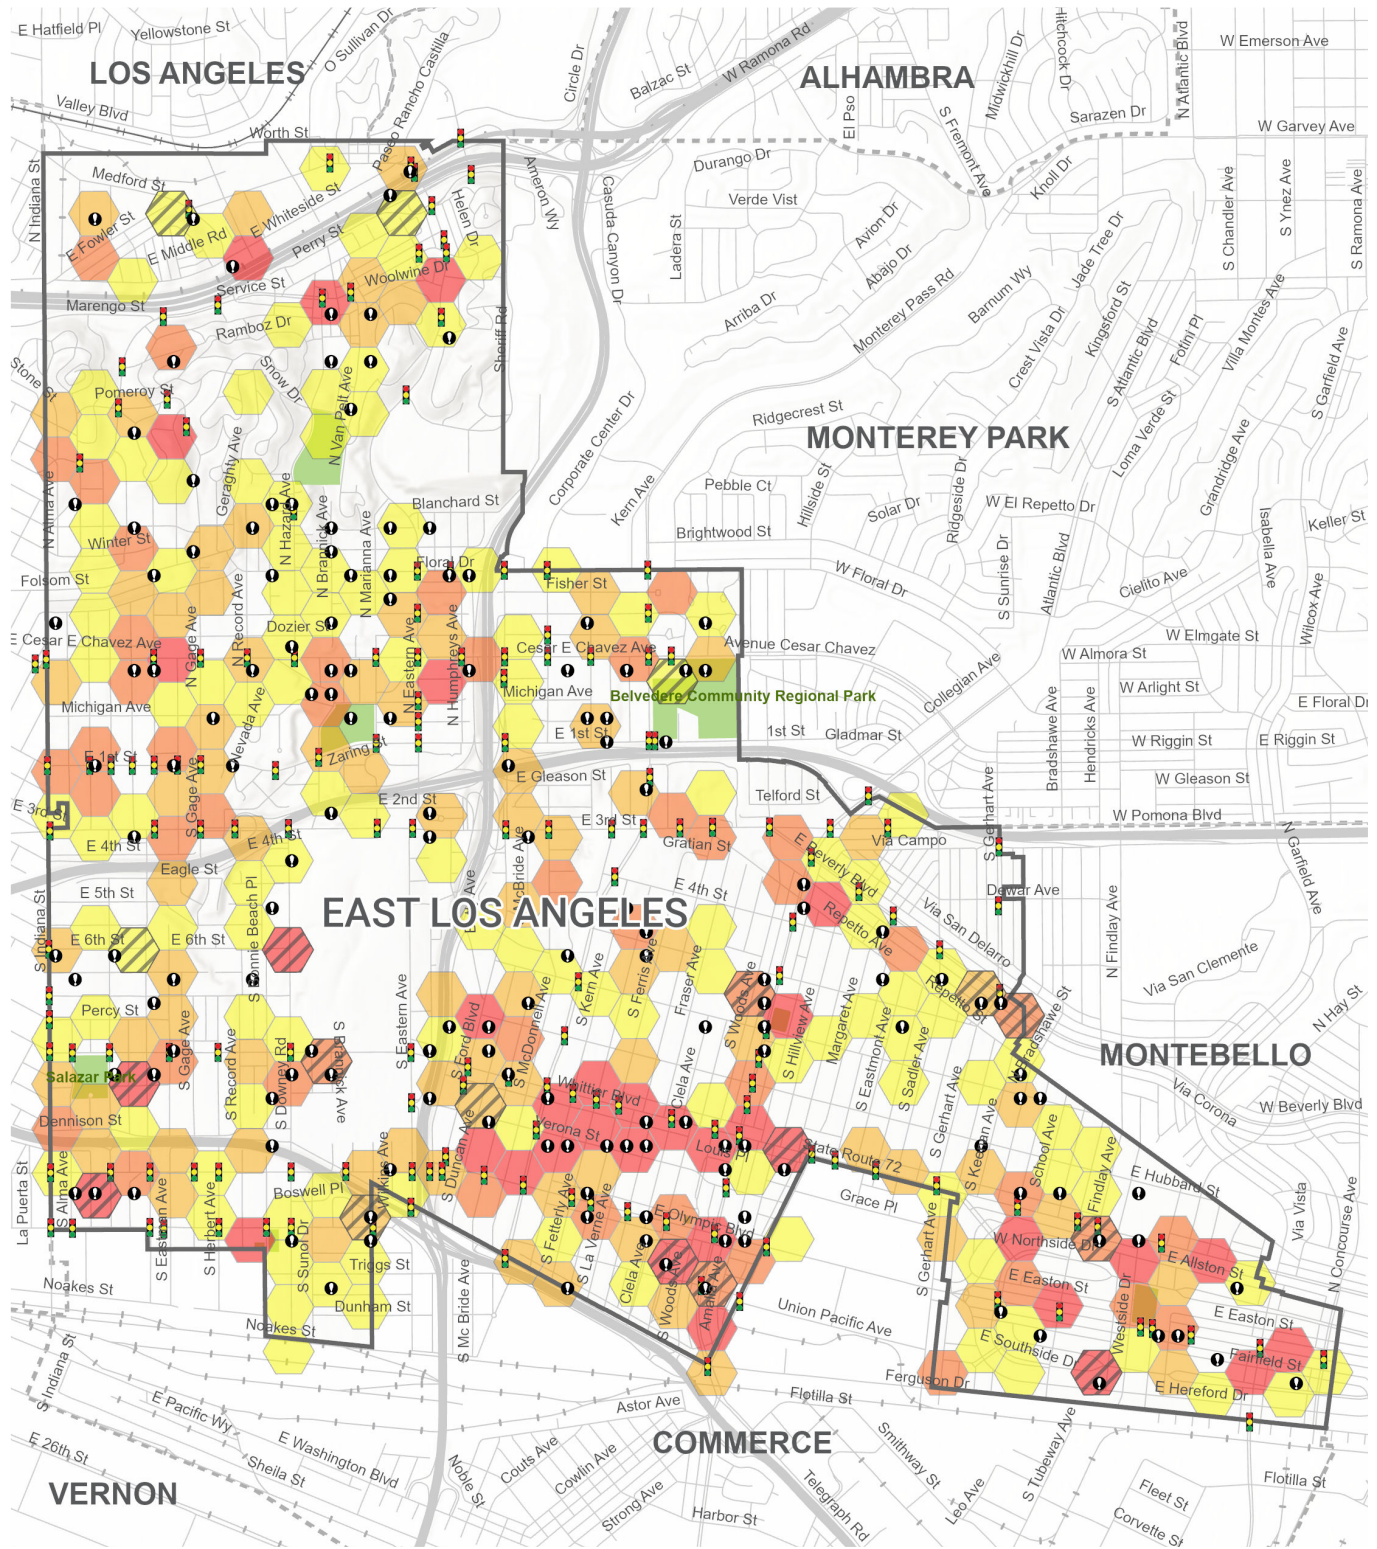 E Hatfield Pl
Yellowstone St
O Sullivan Dr
Circle Dr
Balzac St
W Ramona Rd
Midwickhill Dr
Hitchcock Dr
N Atlantic Blvd
W Emerson Ave
LOS ANGELES
Paseo Rancho Castilla
ALHAMBRA
El Pso
S Fremont Ave
Sarazen Dr
Valley Blvd
Worth St
W Garvey Ave
N Indiana St
Medford St
E Whiteside St
Helen Dr
Ameron Wy
Durango Dr
Verde Vist
Knoll Dr
S Chandler Ave
S Ynez Ave
S Ramona Ave
E Fowler St
E Middle Rd
Perry St
Casuda Canyon Dr
Ladera St
Avion Dr
Abajo Dr
Jade Tree Dr
Woolwine Dr
Service St
Marengo St
Ramboz Dr
Sheriff Rd
Arriba Dr
Monterey Pass Rd
Barnum Wy
Crest Vista Dr
Kingsford St
S Atlantic Blvd
Fotini Pl
Villa Montes Ave
S Garfield Ave
Stone St
Pomeroy St
Snow Dr
N Van Pelt Ave
Corporate Center Dr
Ridgecrest St
MONTEREY PARK
Loma Verde St
Grandridge Ave
N Alma Ave
Geraghty Ave
N Hazard Ave
Blanchard St
Kern Ave
Pebble Ct
Hillside St
Solar Dr
Ridgeside Dr
W El Repetto Dr
Isabella Ave
Keller St
Winter St
N Brannick Ave
N Marianna Ave
Brightwood St
Floral Dr
Folsom St
Fisher St
W Floral Dr
S Sunrise Dr
Atlantic Blvd
Cielito Ave
Wilcox Ave
N Record Ave
Dozier St
E Cesar E Chavez Ave
N Gage Ave
N Eastern Ave
N Humphreys Ave
Cesar E Chavez Ave
Avenue Cesar Chavez
W Elmgate St
W Almora St
Collegian Ave
Michigan Ave
Michigan Ave
Belvedere Community Regional Park
W Arlight St
E Floral Dr
Nevada Ave
E 1st St
E 1st St
1st St
Gladmar St
Bradshawe Ave
Hendricks Ave
W Riggin St
E Riggin St
Zaring St
E Gleason St
Telford St
W Gleason St
E 3rd St
S Gage Ave
E 2nd St
E 3rd St
S Gerhart Ave
W Pomona Blvd
E 4th St
E 4th St
McBride Ave
Gratian St
E Beverly Blvd
Via Campo
N Garfield Ave
Eagle St
E 5th St
E 4th St
Dewar Ave
EAST LOS ANGELES
Repetto Ave
Via San Delarro
N Findlay Ave
S Indiana St
E 6th St
E 6th St
S Bonnie Beach Pl
S Ferris Ave
Fraser Ave
Via San Clemente
S Eastern Ave
S Kern Ave
S Woods Ave
Repetto St
Percy St
S Ford Blvd
S McDonnell Ave
S Hillview Ave
Margaret Ave
S Eastmont Ave
S Sadler Ave
N Hay St
MONTEBELLO
Salazar Park
S Gage Ave
S Record Ave
S Downey Rd
Whittier Blvd
Clela Ave
Via Corona
W Beverly Blvd
Dennison St
S Duncan Ave
Verona St
State Route 72
S Gerhart Ave
School Ave
Findlay Ave
E Hubbard St
La Puerta St
S Alma Ave
Boswell Pl
Grace Pl
Via Vista
N Concourse Ave
S Eastman Ave
S Herbert Ave
S Sunol Dr
S Fetterly Ave
S La Verne Ave
E Olympic Blvd
S Gerhart Ave
W Northside Dr
E Allston St
Triggs St
Noakes St
Dunham St
Noakes St
S Mc Bride Ave
Clela Ave
S Woods Ave
Amalia Ave
Union Pacific Ave
E Easton St
Westside Dr
E Easton St
E Southside Dr
Fairfield St
Ferguson Dr
E Hereford Dr
S Indiana St
E Pacific Wy
Astor Ave
Flotilla St
E Washington Blvd
COMMERCE
E 26th St
Sheila St
Noble St
Couts Ave
Cowlin Ave
Strong Ave
Smithway St
S Tubeway Ave
Flotilla St
VERNON
Telegraph Rd
Leo Ave
Fleet St
Harbor St
Corvette St